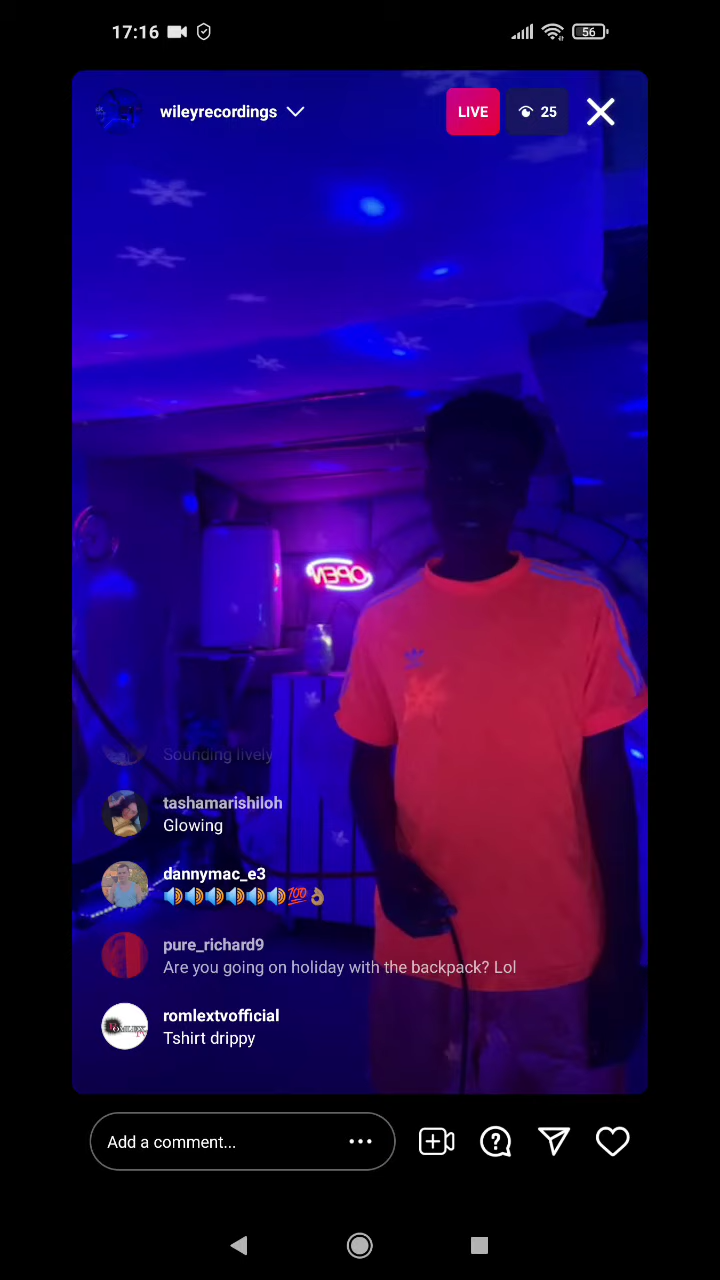 17:16
56
wileyrecordings
LIVE
25
OPEN
Sounding lively
tashamarishiloh
Glowing
dannymac_e3
🔊🔊🔊🔊🔊🔊💯👌🏽
pure_richard9
Are you going on holiday with the backpack? Lol
romlextvofficial
Tshirt drippy
Add a comment...